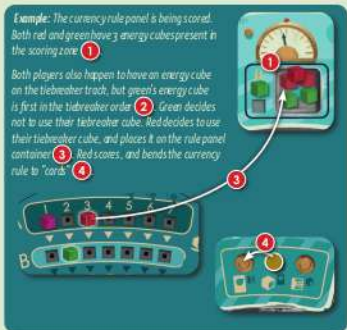 Example: The currency rule panel is being scored.
Both red and green have 3 energy cubes present in
the scoring zone 1.
Both players also happen to have an energy cube
on the tiebreaker track, but green's energy cube
is first in the tiebreaker order 2. Green decides
not to use their tiebreaker cube. Red decides to use
their tiebreaker cube, and places it on the rule panel
container 3. Red scores, and bends the currency
rule to "cards" 4.
1
3
4
1 2 3 4 5 6 7
B